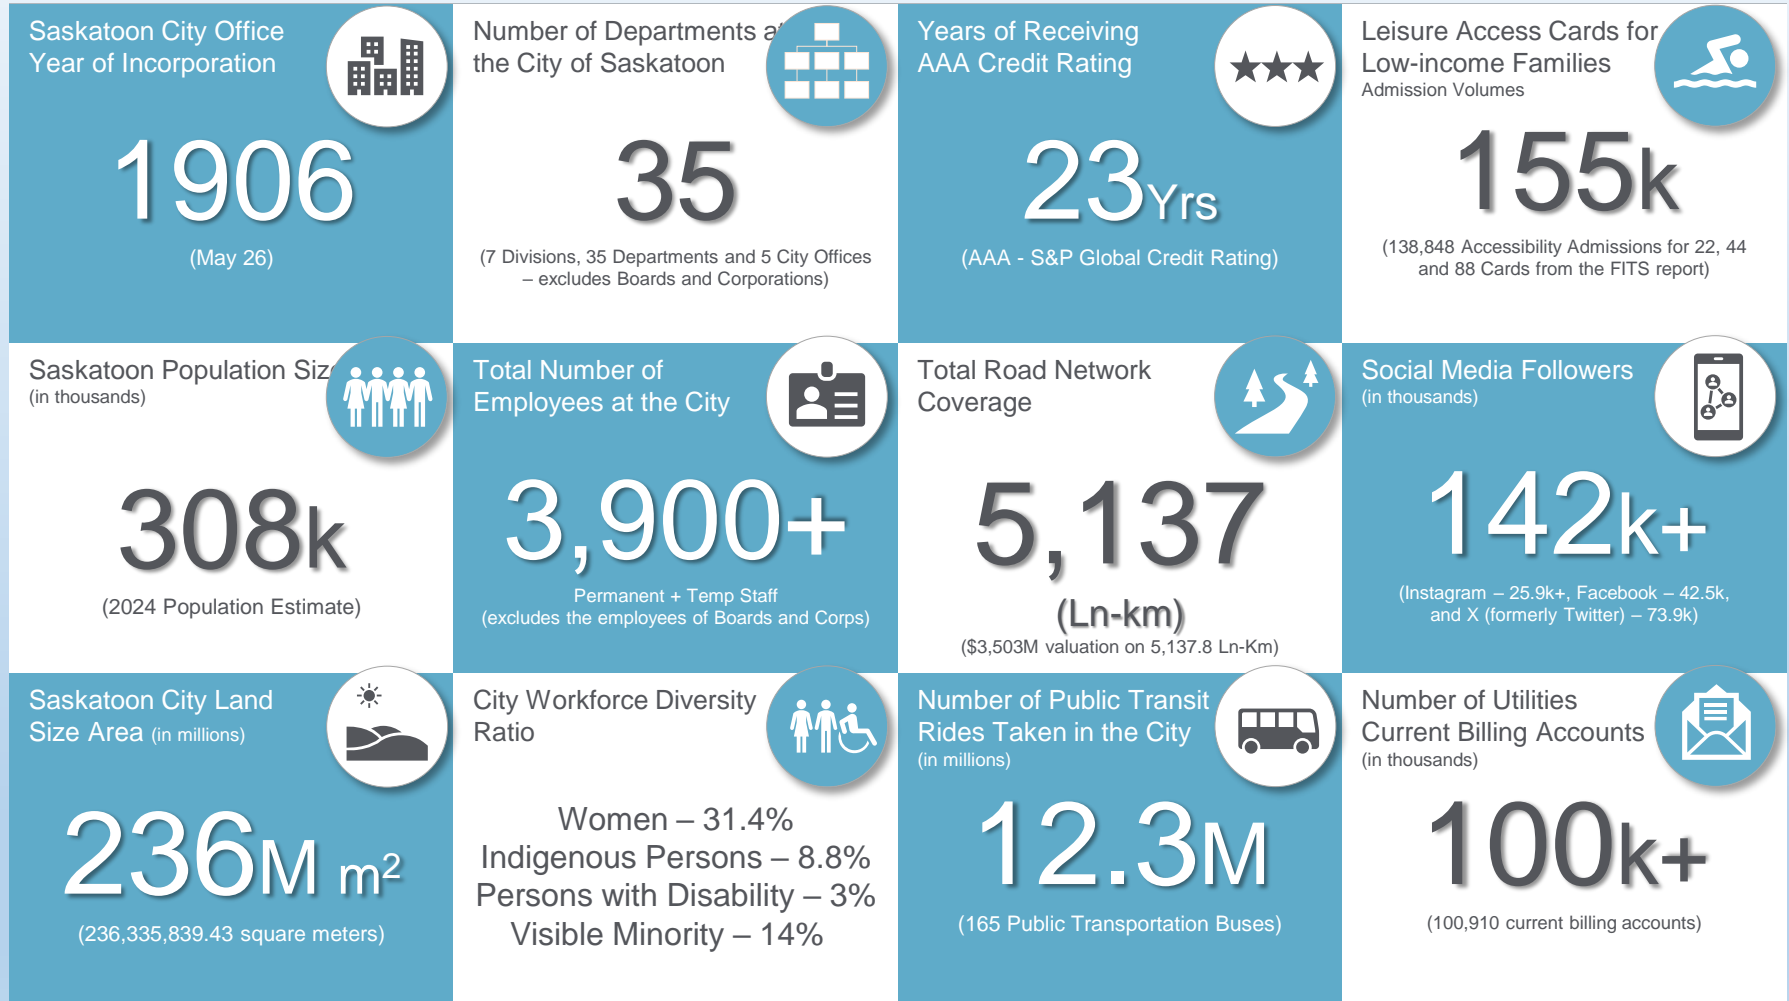 Saskatoon City Office
Year of Incorporation
1906
(May 26)
Number of Departments at
the City of Saskatoon
35
(7 Divisions, 35 Departments and 5 City Offices
– excludes Boards and Corporations)
Years of Receiving
AAA Credit Rating
23Yrs
(AAA - S&P Global Credit Rating)
Leisure Access Cards for
Low-income Families
Admission Volumes
155k
(138,848 Accessibility Admissions for 22, 44
and 88 Cards from the FITS report)
Saskatoon Population Size
(in thousands)
308k
(2024 Population Estimate)
Total Number of
Employees at the City
3,900+
Permanent + Temp Staff
(excludes the employees of Boards and Corps)
Total Road Network
Coverage
5,137
(Ln-km)
($3,503M valuation on 5,137.8 Ln-Km)
Social Media Followers
(in thousands)
142k+
(Instagram – 25.9k+, Facebook – 42.5k,
and X (formerly Twitter) – 73.9k)
Saskatoon City Land
Size Area (in millions)
236M m²
(236,335,839.43 square meters)
City Workforce Diversity
Ratio
Women – 31.4%
Indigenous Persons – 8.8%
Persons with Disability – 3%
Visible Minority – 14%
Number of Public Transit
Rides Taken in the City
(in millions)
12.3M
(165 Public Transportation Buses)
Number of Utilities
Current Billing Accounts
(in thousands)
100k+
(100,910 current billing accounts)